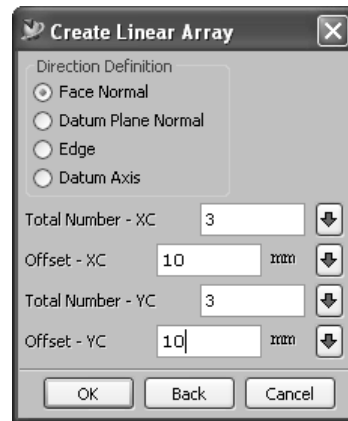 Create Linear Array
Direction Definition
Face Normal
Datum Plane Normal
Edge
Datum Axis
Total Number - XC 3
Offset - XC 10 mm
Total Number - YC 3
Offset - YC 10 mm
OK Back Cancel